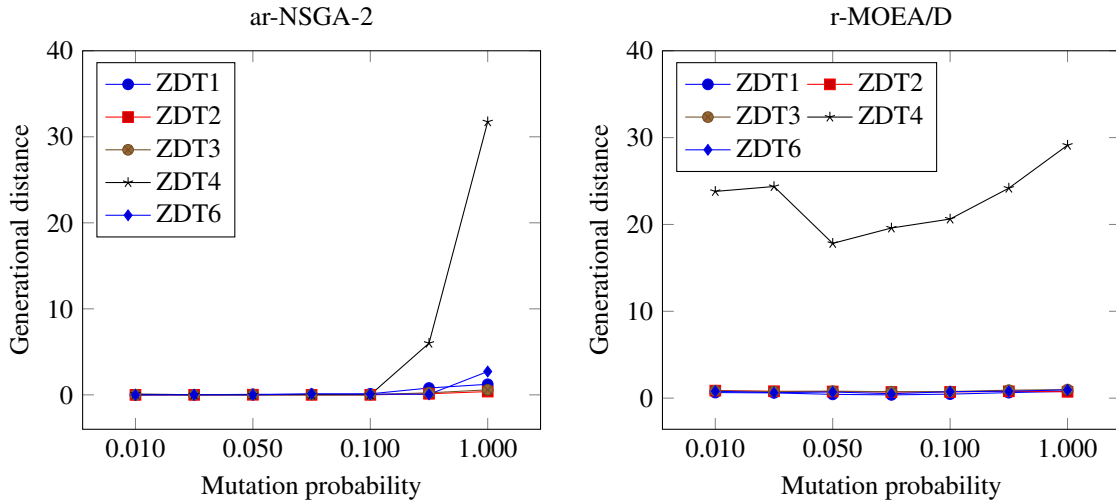 ar-NSGA-2
40
30
20
10
0
Generational distance
ZDT1
ZDT2
ZDT3
ZDT4
ZDT6
0.010 0.050 0.100 1.000
Mutation probability
r-MOEA/D
40
30
20
10
0
Generational distance
ZDT1 ZDT2
ZDT3 ZDT4
ZDT6
0.010 0.050 0.100 1.000
Mutation probability